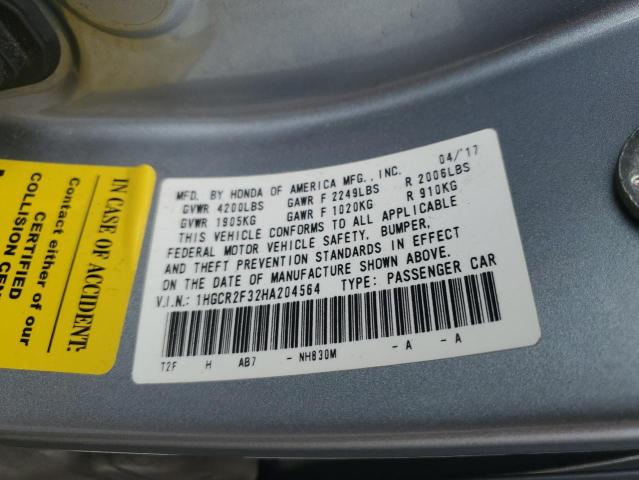 MFD. BY HONDA OF AMERICA MFG., INC. 04/'17
GVWR 4200LBS GAWR F 2249LBS R 2006LBS
GVWR 1905KG GAWR F 1020KG R 910KG
THIS VEHICLE CONFORMS TO ALL APPLICABLE
FEDERAL MOTOR VEHICLE SAFETY, BUMPER,
AND THEFT PREVENTION STANDARDS IN EFFECT
ON THE DATE OF MANUFACTURE SHOWN ABOVE.
V.I.N.: 1HGCR2F32HA204564 TYPE: PASSENGER CAR
T2F H AB7 - NH830M - A - A
IN CASE OF ACCIDENT.
Contact either of our
CERTIFIED
COLLISION CEN